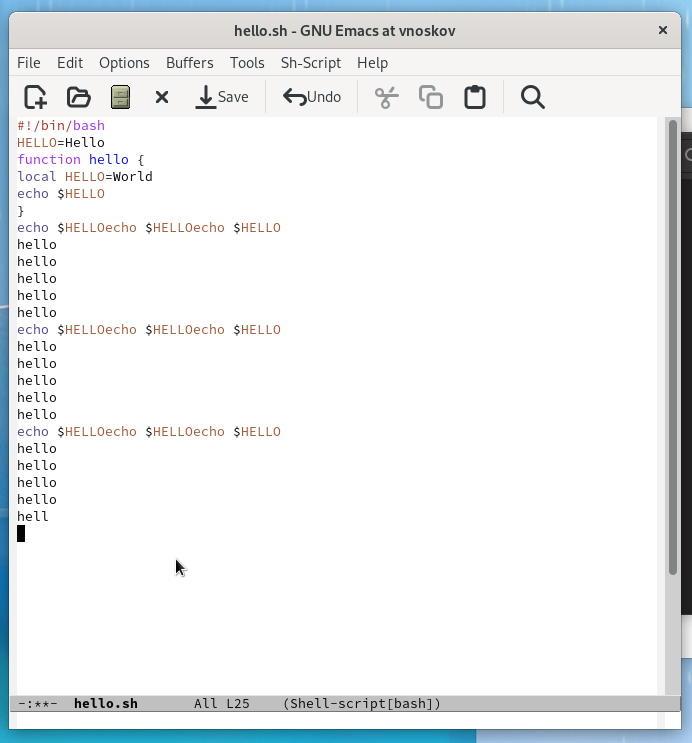 hello.sh - GNU Emacs at vnoskov
File Edit Options Buffers Tools Sh-Script Help
Save Undo
#!/bin/bash
HELLO=Hello
function hello {
local HELLO=World
echo $HELLO
}
echo $HELLOecho $HELLOecho $HELLO
hello
hello
hello
hello
hello
echo $HELLOecho $HELLOecho $HELLO
hello
hello
hello
hello
hello
echo $HELLOecho $HELLOecho $HELLO
hello
hello
hello
hello
hell
-:**- hello.sh All L25 (Shell-script[bash])